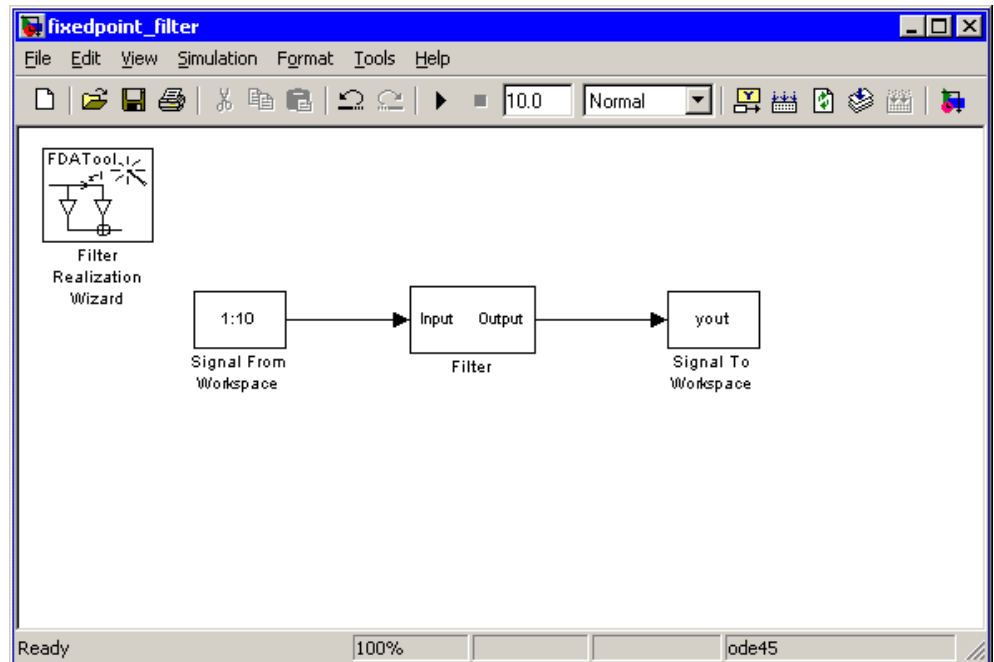 fixedpoint_filter
File Edit View Simulation Format Tools Help
10.0 Normal
FDATool
z-1
Filter
Realization
Wizard
1:10
Signal From
Workspace
Input Output
Filter
yout
Signal To
Workspace
Ready 100% ode45